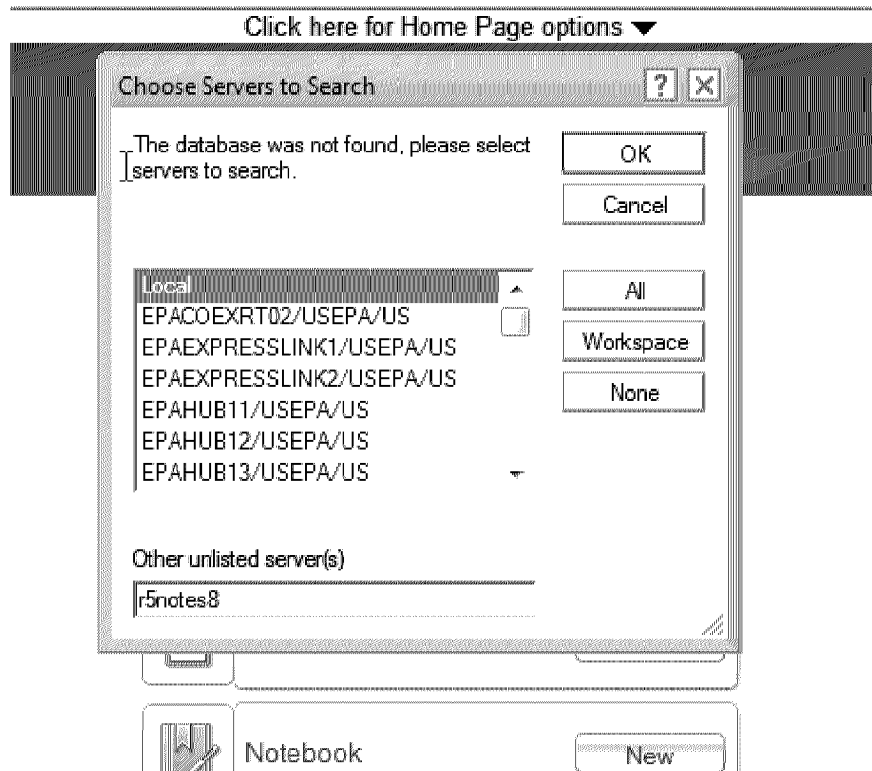 Click here for Home Page options
Choose Servers to Search
The database was not found, please select
servers to search.
OK
Cancel
Local
EPACOEXRT02/USEPA/US
EPAEXPRESSLINK1/USEPA/US
EPAEXPRESSLINK2/USEPA/US
EPAHUB11/USEPA/US
EPAHUB12/USEPA/US
EPAHUB13/USEPA/US
All
Workspace
None
Other unlisted server(s)
r5notes8
Notebook
New